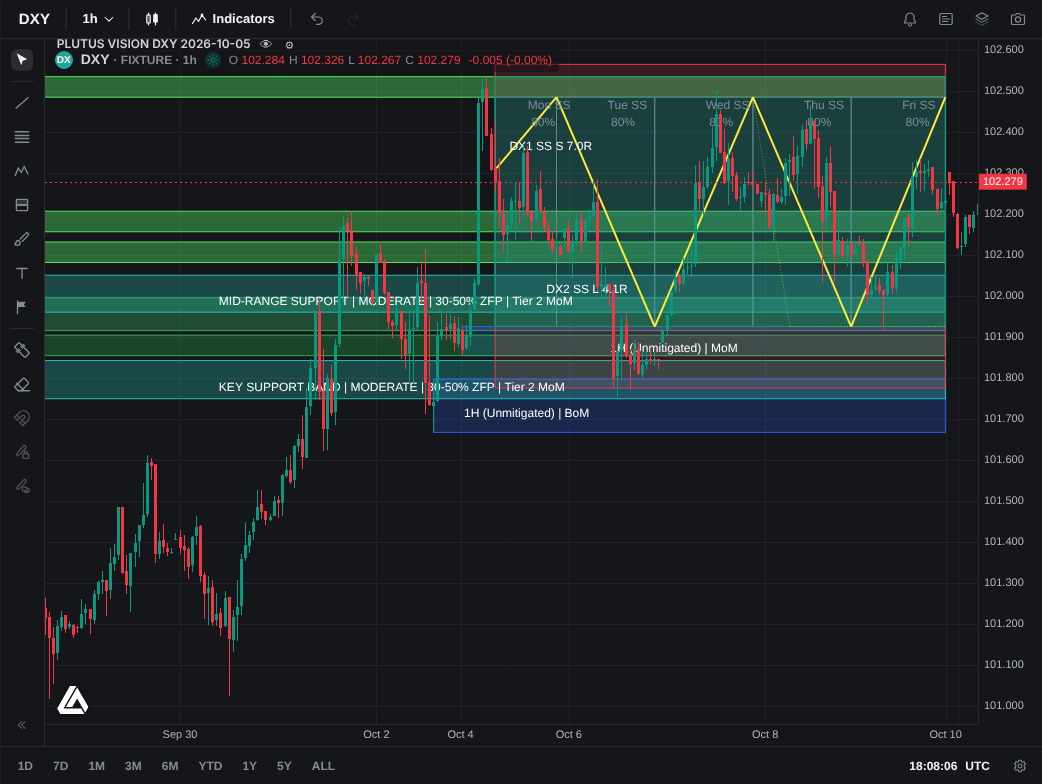 DXY 1h Indicators
PLUTUS VISION DXY 2026-10-05
DX DXY · FIXTURE · 1h O 102.284 H 102.326 L 102.267 C 102.279 -0.005 (-0.00%)
Mon SS
80%
Tue SS
80%
Wed SS
80%
Thu SS
80%
Fri SS
80%
DX1 SS S 7.0R
DX2 SS L 4.1R
MID-RANGE SUPPORT | MODERATE | 30-50% ZFP | Tier 2 MoM
1H (Unmitigated) | MoM
KEY SUPPORT BAND | MODERATE | 30-50% ZFP | Tier 2 MoM
1H (Unmitigated) | BoM
102.600
102.500
102.400
102.300
102.279
102.200
102.100
102.000
101.900
101.800
101.700
101.600
101.500
101.400
101.300
101.200
101.100
101.000
Sep 30 Oct 2 Oct 4 Oct 6 Oct 8 Oct 10
1D 7D 1M 3M 6M YTD 1Y 5Y ALL 18:08:06 UTC